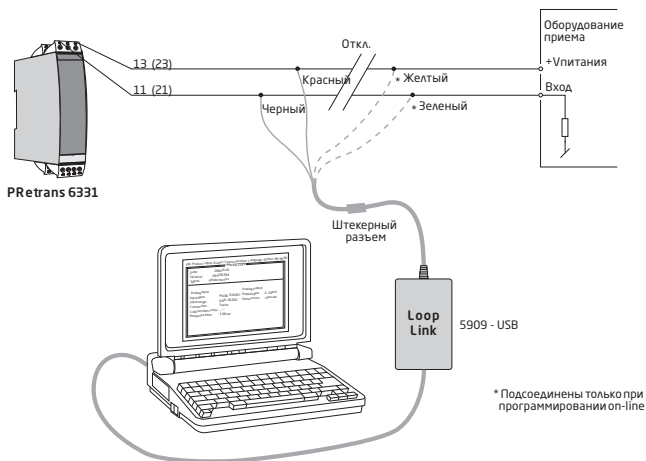 Оборудование
приема
Откл.
13 (23)
+Vпитания
Красный
* Желтый
11 (21)
Вход
Черный
* Зеленый
PRetrans 6331
Штекерный
разъем
Loop
Link
5909 - USB
* Подсоединены только при
программировании on-line